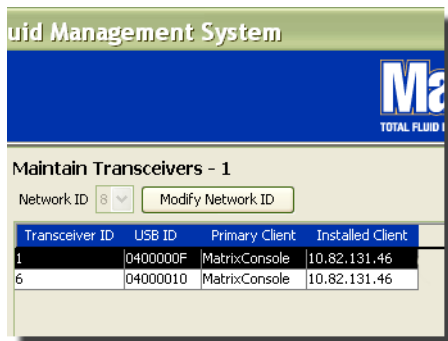 uid Management System
Ma
TOTAL FLUID
Maintain Transceivers - 1
Network ID 8 Modify Network ID
Transceiver ID USB ID Primary Client Installed Client
1 0400000F MatrixConsole 10.82.131.46
6 04000010 MatrixConsole 10.82.131.46